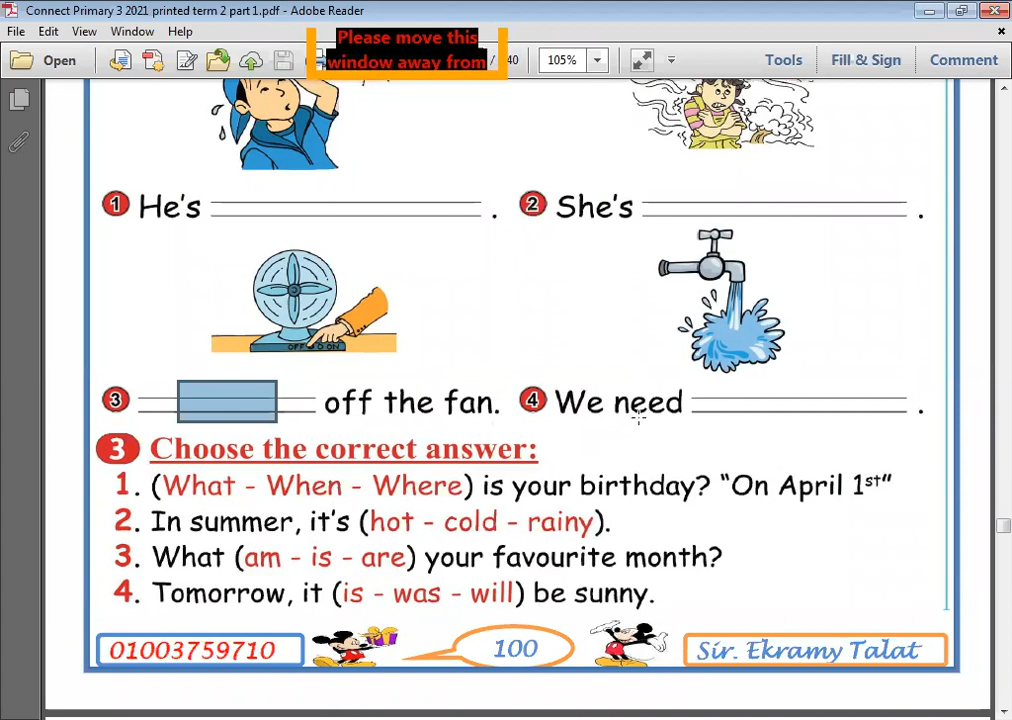 Connect Primary 3 2021 printed term 2 part 1.pdf - Adobe Reader
File Edit View Window Help
Please move this
window away from
Open / 40 105% Tools Fill & Sign Comment
1 He's .
2 She's .
OFF ON
3 off the fan.
4 We need .
3 Choose the correct answer:
1. (What - When - Where) is your birthday? “On April 1st”
2. In summer, it's (hot - cold - rainy).
3. What (am - is - are) your favourite month?
4. Tomorrow, it (is - was - will) be sunny.
01003759710 100 Sir. Ekramy Talat